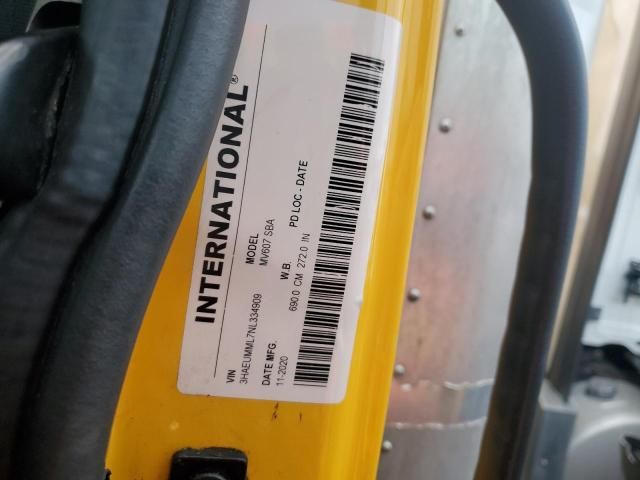 INTERNATIONAL®
VIN
3HAEUMML7NL334909
MODEL
MV607 SBA
DATE MFG.
11-2020
W.B.
690.0 CM 272.0 IN
PD LOC - DATE